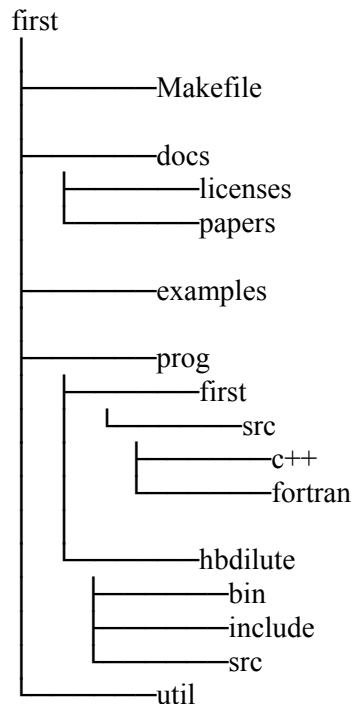 first
Makefile
docs
licenses
papers
examples
prog
first
src
c++
fortran
hbdilute
bin
include
src
util